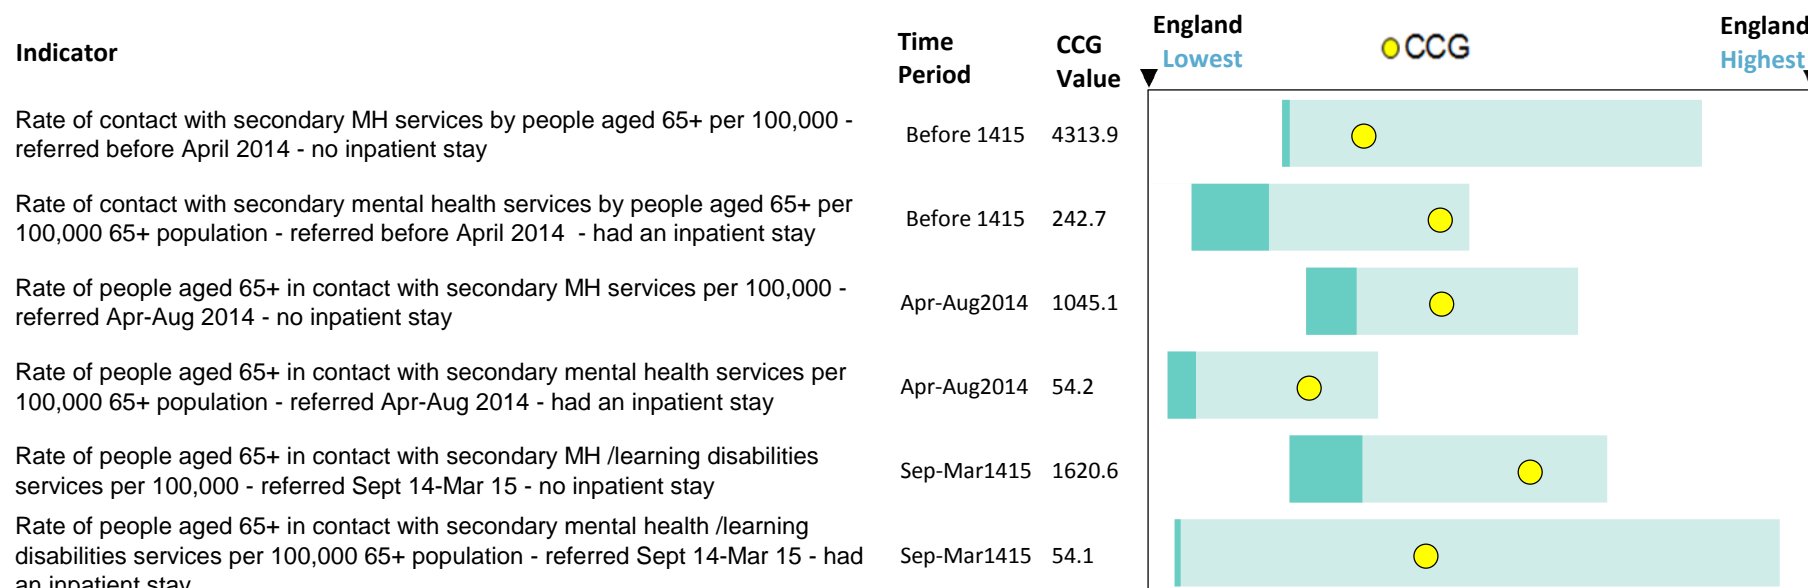 Indicator
Time Period
CCG Value
England Lowest
CCG
England Highest
Rate of contact with secondary MH services by people aged 65+ per 100,000 -
referred before April 2014 - no inpatient stay
Before 1415 4313.9
Rate of contact with secondary mental health services by people aged 65+ per
100,000 65+ population - referred before April 2014 - had an inpatient stay
Before 1415 242.7
Rate of people aged 65+ in contact with secondary MH services per 100,000 -
referred Apr-Aug 2014 - no inpatient stay
Apr-Aug2014 1045.1
Rate of people aged 65+ in contact with secondary mental health services per
100,000 65+ population - referred Apr-Aug 2014 - had an inpatient stay
Apr-Aug2014 54.2
Rate of people aged 65+ in contact with secondary MH /learning disabilities
services per 100,000 - referred Sept 14-Mar 15 - no inpatient stay
Sep-Mar1415 1620.6
Rate of people aged 65+ in contact with secondary mental health /learning
disabilities services per 100,000 65+ population - referred Sept 14-Mar 15 - had
an inpatient stay
Sep-Mar1415 54.1